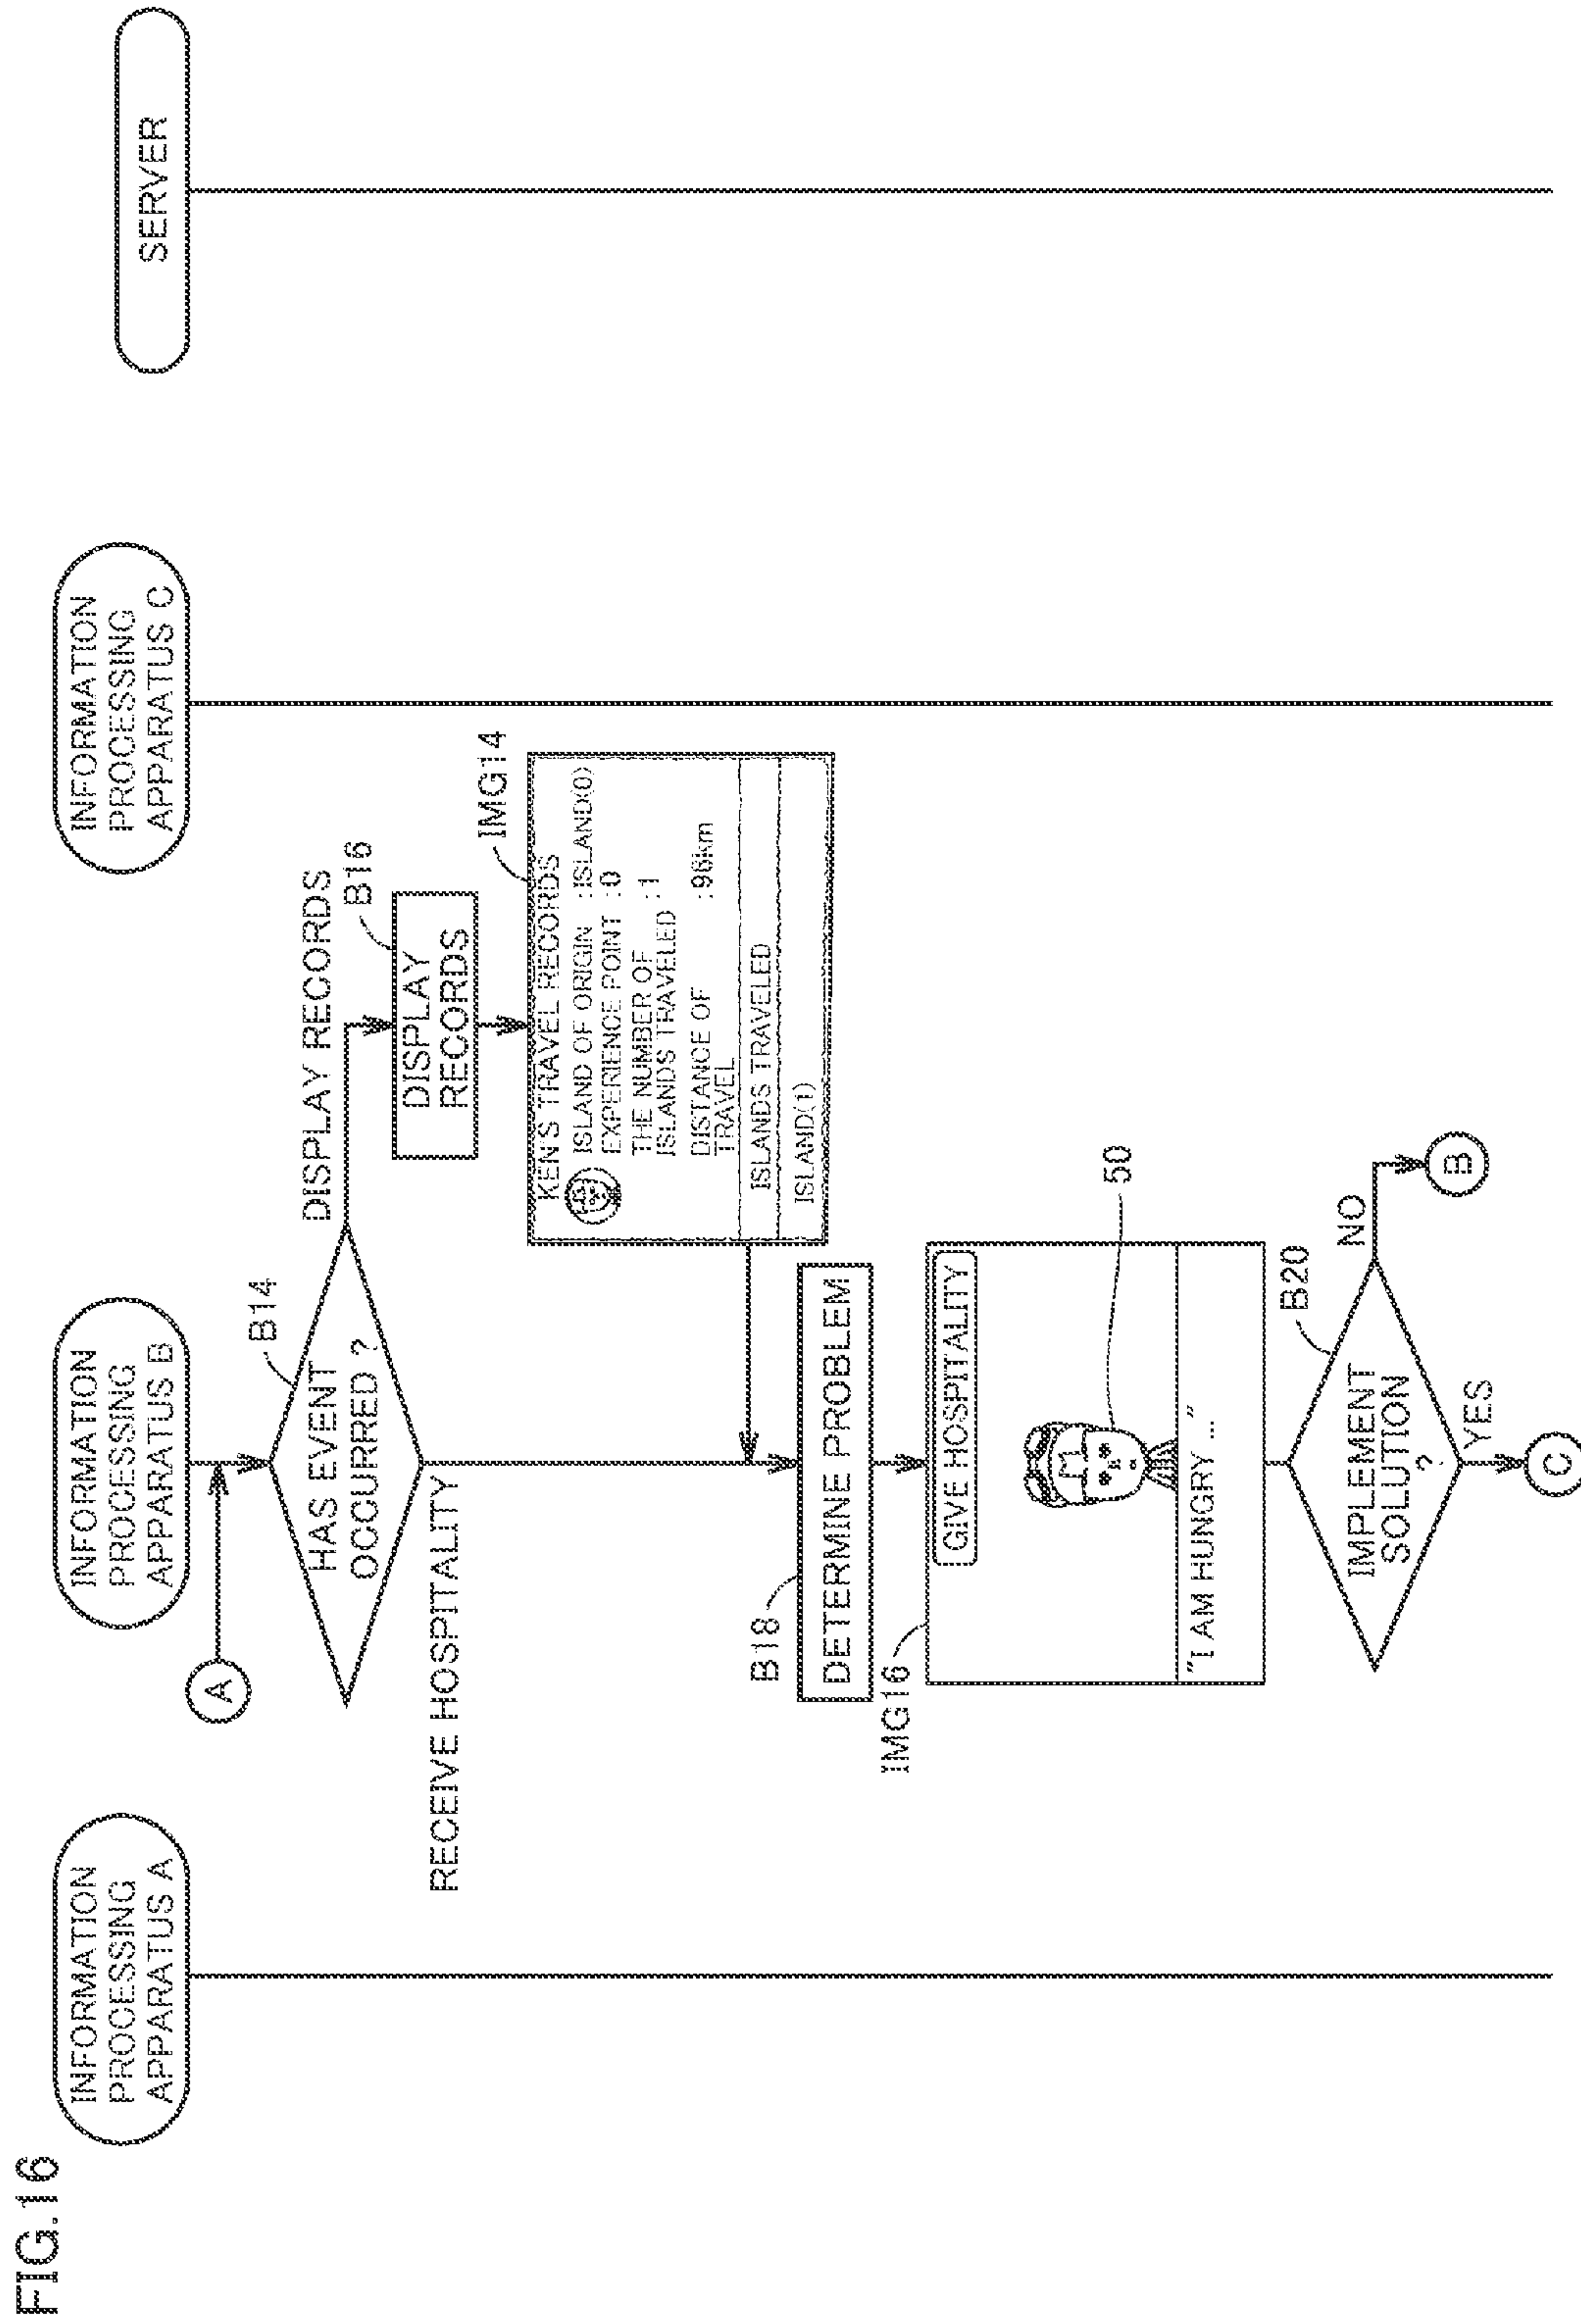 FIG.16
INFORMATION
PROCESSING
APPARATUS A
INFORMATION
PROCESSING
APPARATUS B
INFORMATION
PROCESSING
APPARATUS C
SERVER
A
B14
HAS EVENT
OCCURRED ?
DISPLAY RECORDS
B16
DISPLAY
RECORDS
RECEIVE HOSPITALITY
IMG14
KEN'S TRAVEL RECORDS
ISLAND OF ORIGIN :ISLAND(0)
EXPERIENCE POINT :0
THE NUMBER OF
ISLANDS TRAVELED :1
DISTANCE OF
TRAVEL :96km
ISLANDS TRAVELED
ISLAND(1)
B18
DETERMINE PROBLEM
IMG16
GIVE HOSPITALITY
50
"I AM HUNGRY ..."
B20
IMPLEMENT
SOLUTION
?
NO
B
YES
C